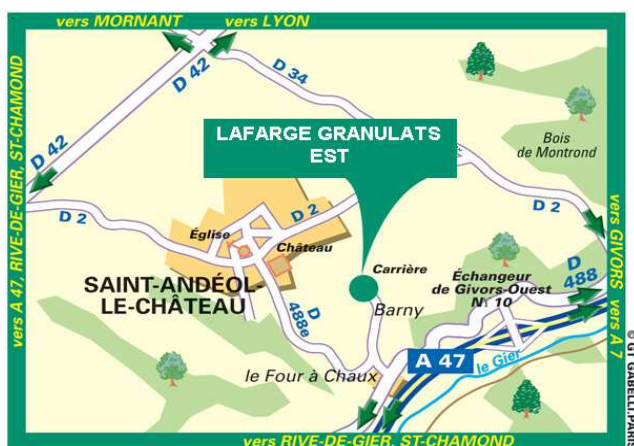 vers MORNANT
vers LYON
D 42
D 34
D 42
LAFARGE GRANULATS
EST
Bois
de Montrond
D 2
D 2
D 2
Église
Château
SAINT-ANDÉOL-
LE-CHÂTEAU
D
488e
Carrière
Barny
Échangeur
de Givors-Ouest
N¡ 10
D
488
A 47
le Gier
le Four à Chaux
vers A 47, RIVE-DE-GIER, ST-CHAMOND
vers GIVORS
vers A 7
vers RIVE-DE-GIER, ST-CHAMOND
© GT GABELLI.PARIS